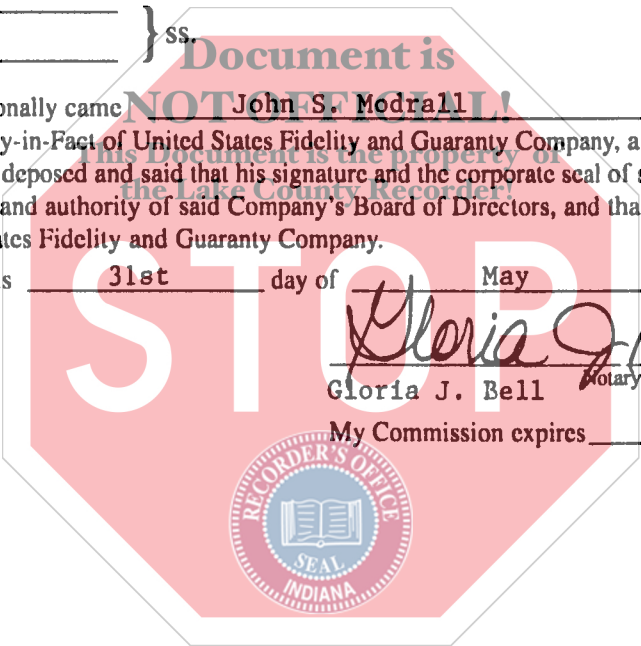 } ss.
Document is
NOT OFFICIAL!
This Document is the property of
the Lake County Recorder!
onally came John S. Modrall
y-in-Fact of United States Fidelity and Guaranty Company, a
deposed and said that his signature and the corporate seal of s
and authority of said Company's Board of Directors, and tha
tes Fidelity and Guaranty Company.
s 31st day of May
STOP
Gloria J.
Gloria J. Bell
Notary
My Commission expires
RECORDER'S OFFICE
SEAL
INDIANA